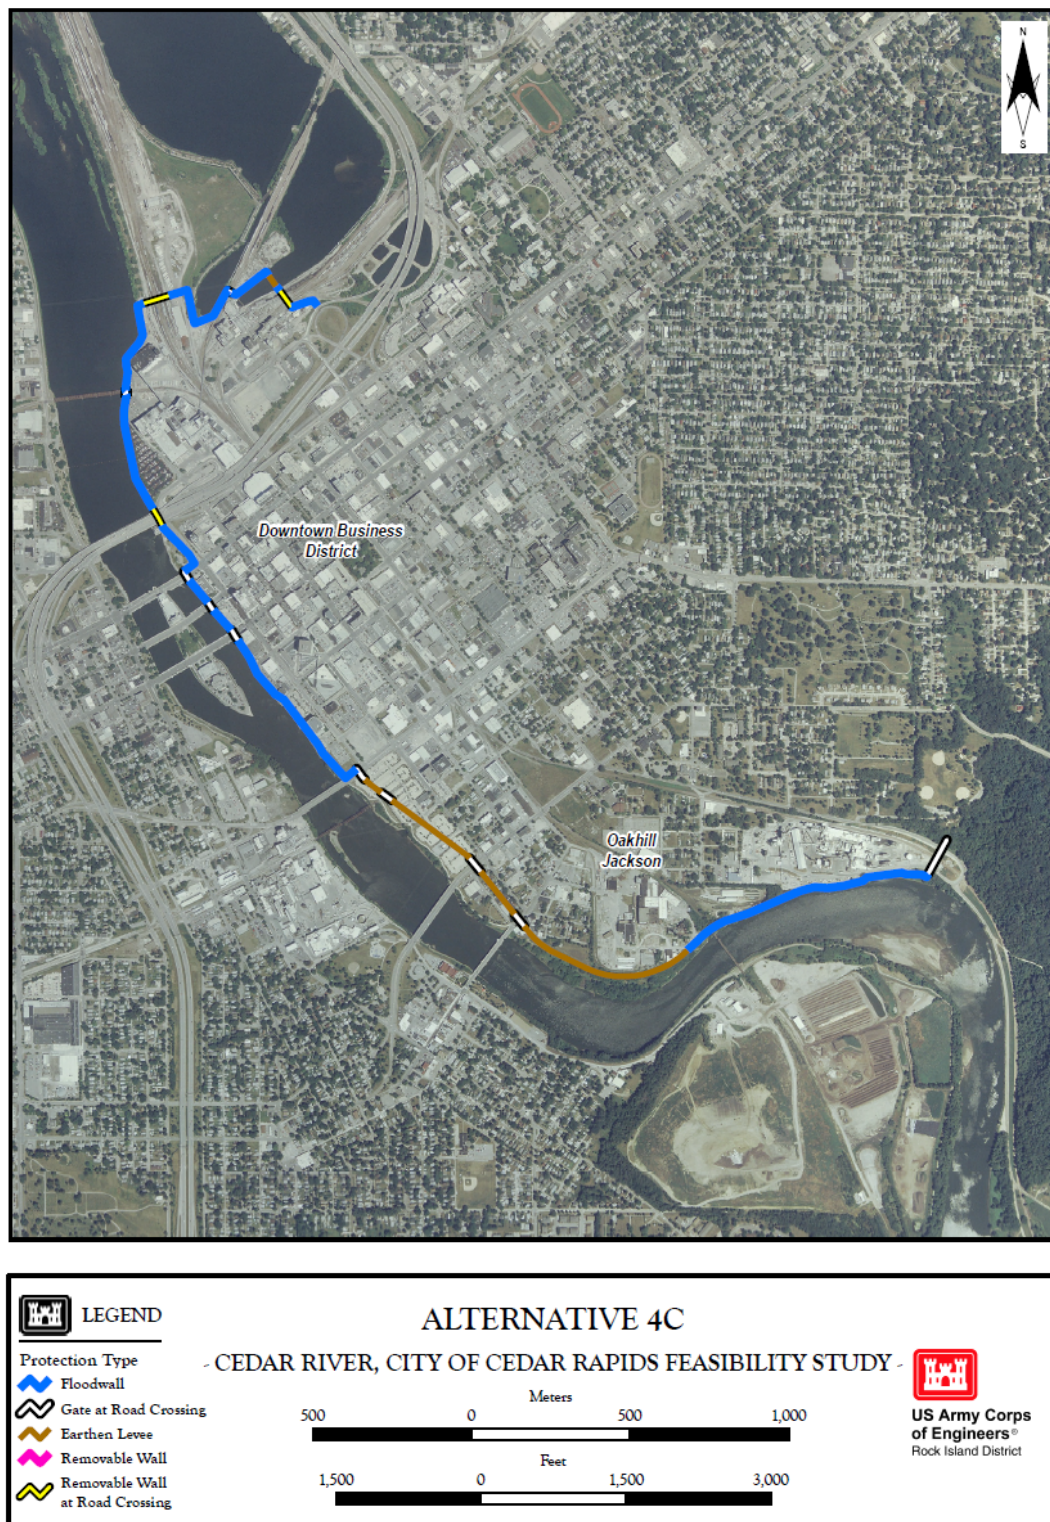 N
S
Downtown Business
District
Oakhill
Jackson
LEGEND
Protection Type
Floodwall
Gate at Road Crossing
Earthen Levee
Removable Wall
Removable Wall
at Road Crossing
ALTERNATIVE 4C
- CEDAR RIVER, CITY OF CEDAR RAPIDS FEASIBILITY STUDY -
Meters
500 0 500 1,000
Feet
1,500 0 1,500 3,000
US Army Corps
of Engineers®
Rock Island District